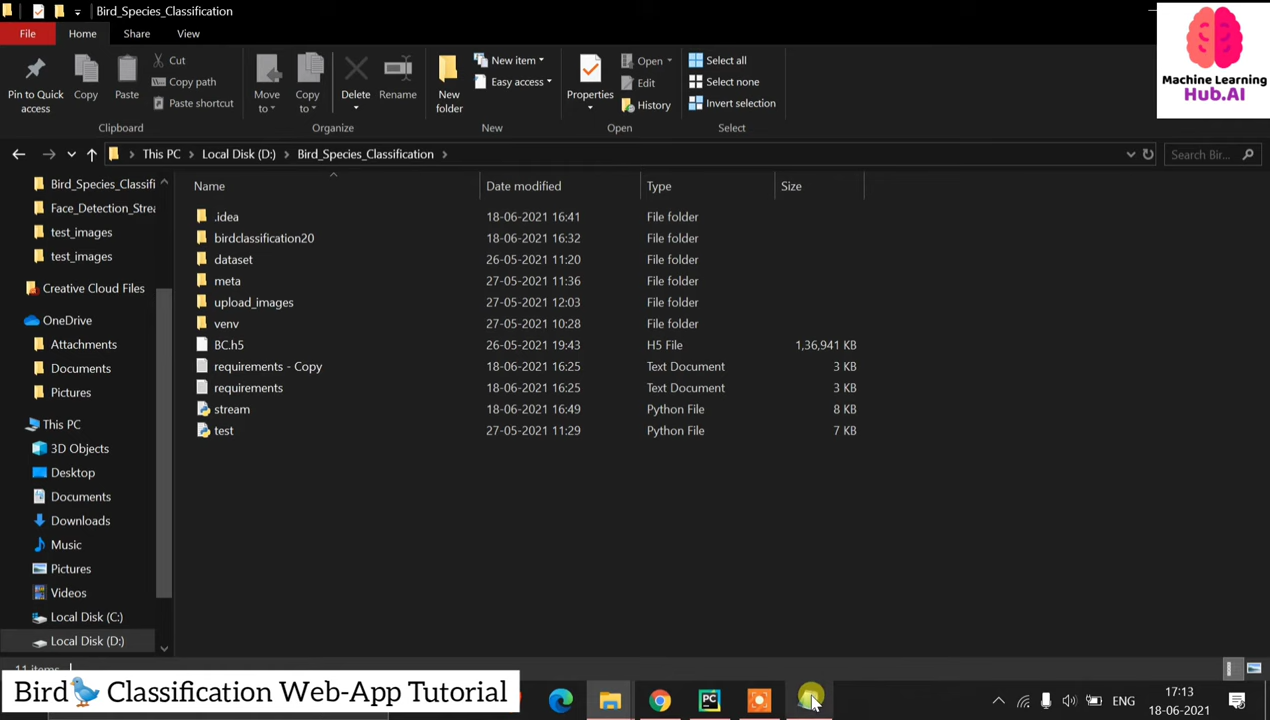 Bird_Species_Classification
File
Home
Share
View
Pin to Quick access
Copy
Paste
Cut
Copy path
Paste shortcut
Move to
Copy to
Delete
Rename
New folder
New item
Easy access
Properties
Open
Edit
History
Select all
Select none
Invert selection
Clipboard
Organize
New
Open
Select
Machine Learning
Hub.AI
This PC
Local Disk (D:)
Bird_Species_Classification
Search Bir...
Bird_Species_Classifi
Face_Detection_Strea
test_images
test_images
Creative Cloud Files
OneDrive
Attachments
Documents
Pictures
This PC
3D Objects
Desktop
Documents
Downloads
Music
Pictures
Videos
Local Disk (C:)
Local Disk (D:)
Name Date modified Type Size
.idea 18-06-2021 16:41 File folder
birdclassification20 18-06-2021 16:32 File folder
dataset 26-05-2021 11:20 File folder
meta 27-05-2021 11:36 File folder
upload_images 27-05-2021 12:03 File folder
venv 27-05-2021 10:28 File folder
BC.h5 26-05-2021 19:43 H5 File 1,36,941 KB
requirements - Copy 18-06-2021 16:25 Text Document 3 KB
requirements 18-06-2021 16:25 Text Document 3 KB
stream 18-06-2021 16:49 Python File 8 KB
test 27-05-2021 11:29 Python File 7 KB
11 items
Bird Classification Web-App Tutorial
PC
ENG
17:13
18-06-2021